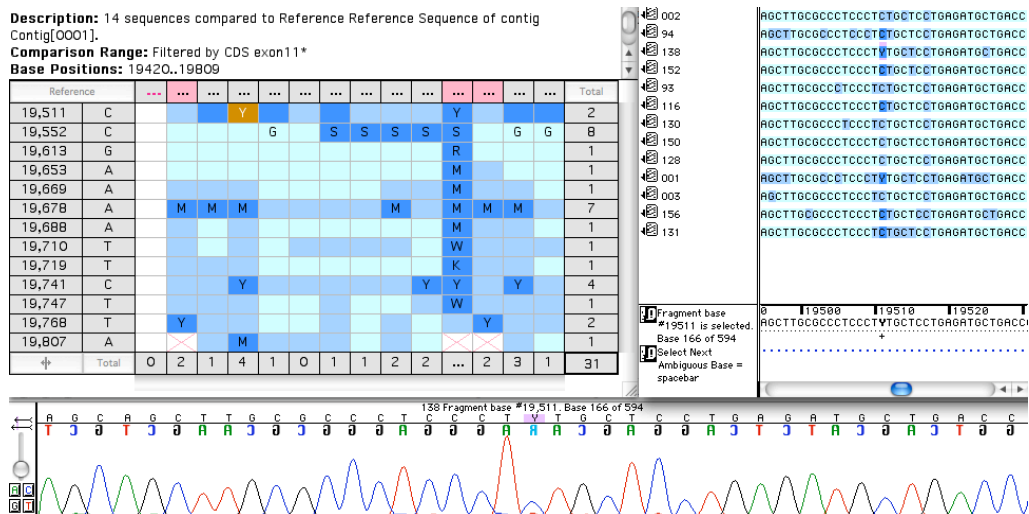 Description: 14 sequences compared to Reference Reference Sequence of contig
Contig[0001].
Comparison Range: Filtered by CDS exon11*
Base Positions: 19420..19809
Reference ... ... ... ... ... ... ... ... ... ... ... ... ... ... Total
19,511 C Y Y 2
19,552 C G S S S S S G G 8
19,613 G R 1
19,653 A M 1
19,669 A M 1
19,678 A M M M M M M M 7
19,688 A M 1
19,710 T W 1
19,719 T K 1
19,741 C Y Y Y Y 4
19,747 T W 1
19,768 T Y Y 2
19,807 A M 1
Total 0 2 1 4 1 0 1 1 2 2 ... 2 3 1 31
002 AGCTTGCGCCCTCCCTCTGCTCCTGAGATGCTGACC
94 AGCTTGCGCCCTCCCTCTGCTCCTGAGATGCTGACC
138 AGCTTGCGCCCTCCCTYTGCTCCTGAGATGCTGACC
152 AGCTTGCGCCCTCCCTCTGCTCCTGAGATGCTGACC
93 AGCTTGCGCCCTCCCTCTGCTCCTGAGATGCTGACC
116 AGCTTGCGCCCTCCCTCTGCTCCTGAGATGCTGACC
130 AGCTTGCGCCCTCCCTCTGCTCCTGAGATGCTGACC
150 AGCTTGCGCCCTCCCTCTGCTCCTGAGATGCTGACC
128 AGCTTGCGCCCTCCCTCTGCTCCTGAGATGCTGACC
001 AGCTTGCGCCCTCCCTYTGCTCCTGAGATGCTGACC
003 AGCTTGCGCCCTCCCTCTGCTCCTGAGATGCTGACC
156 AGCTTGCGCCCTCCCTCTGCTCCTGAGATGCTGACC
131 AGCTTGCGCCCTCCCTCTGCTCCTGAGATGCTGACC
Fragment base
#19511 is selected.
Base 166 of 594
Select Next
Ambiguous Base =
spacebar
0 19500 19510 19520
AGCTTGCGCCCTCCCTYTGCTCCTGAGATGCTGACC
+
138 Fragment base #19,511. Base 166 of 594
A G C A G C T T G C G C C C T C C C T Y T G C T C C T G A G A T G C T G A C C
T C G T C G A A C G C G G G A G G G A R A C G A G G A C T C T A C G A C T G G
A C
G T